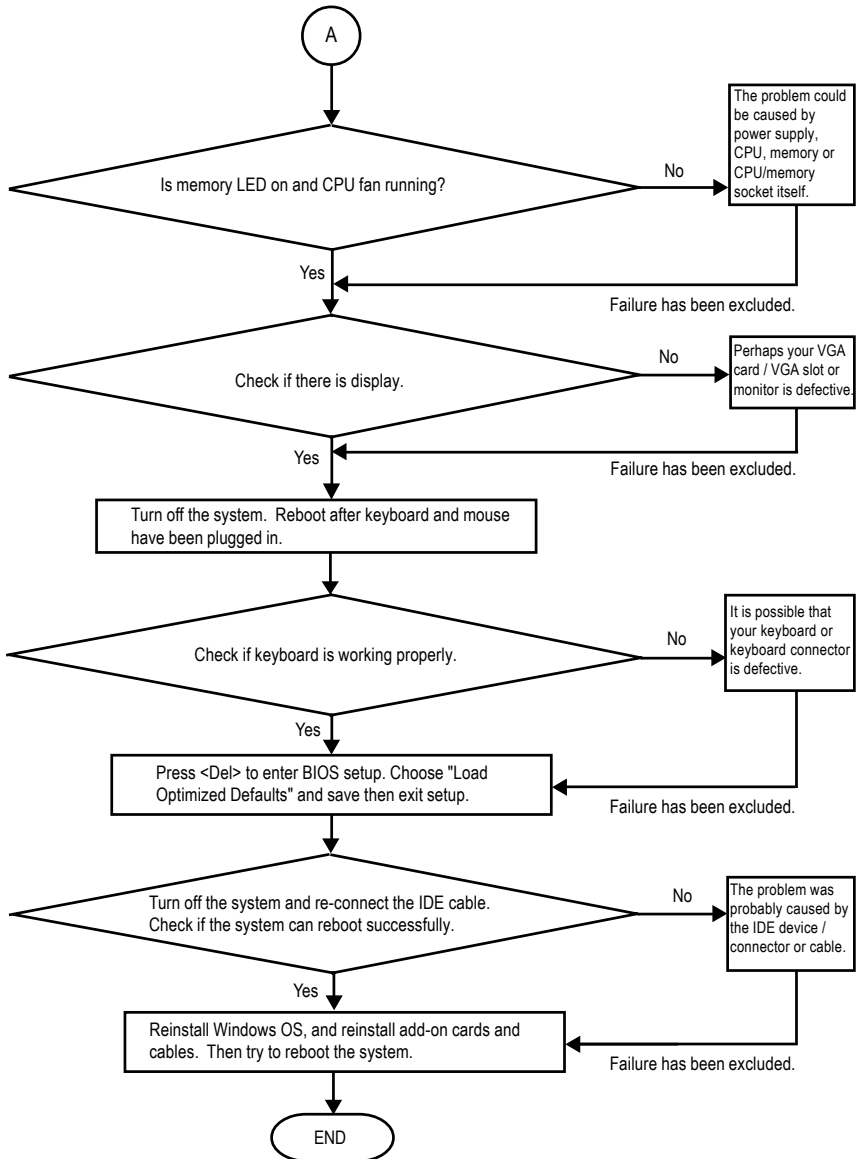 A
Is memory LED on and CPU fan running?
No
The problem could
be caused by
power supply,
CPU, memory or
CPU/memory
socket itself.
Yes
Failure has been excluded.
Check if there is display.
No
Perhaps your VGA
card / VGA slot or
monitor is defective.
Yes
Failure has been excluded.
Turn off the system. Reboot after keyboard and mouse
have been plugged in.
Check if keyboard is working properly.
No
It is possible that
your keyboard or
keyboard connector
is defective.
Yes
Press <Del> to enter BIOS setup. Choose "Load
Optimized Defaults" and save then exit setup.
Failure has been excluded.
Turn off the system and re-connect the IDE cable.
Check if the system can reboot successfully.
No
The problem was
probably caused by
the IDE device /
connector or cable.
Yes
Reinstall Windows OS, and reinstall add-on cards and
cables. Then try to reboot the system.
Failure has been excluded.
END